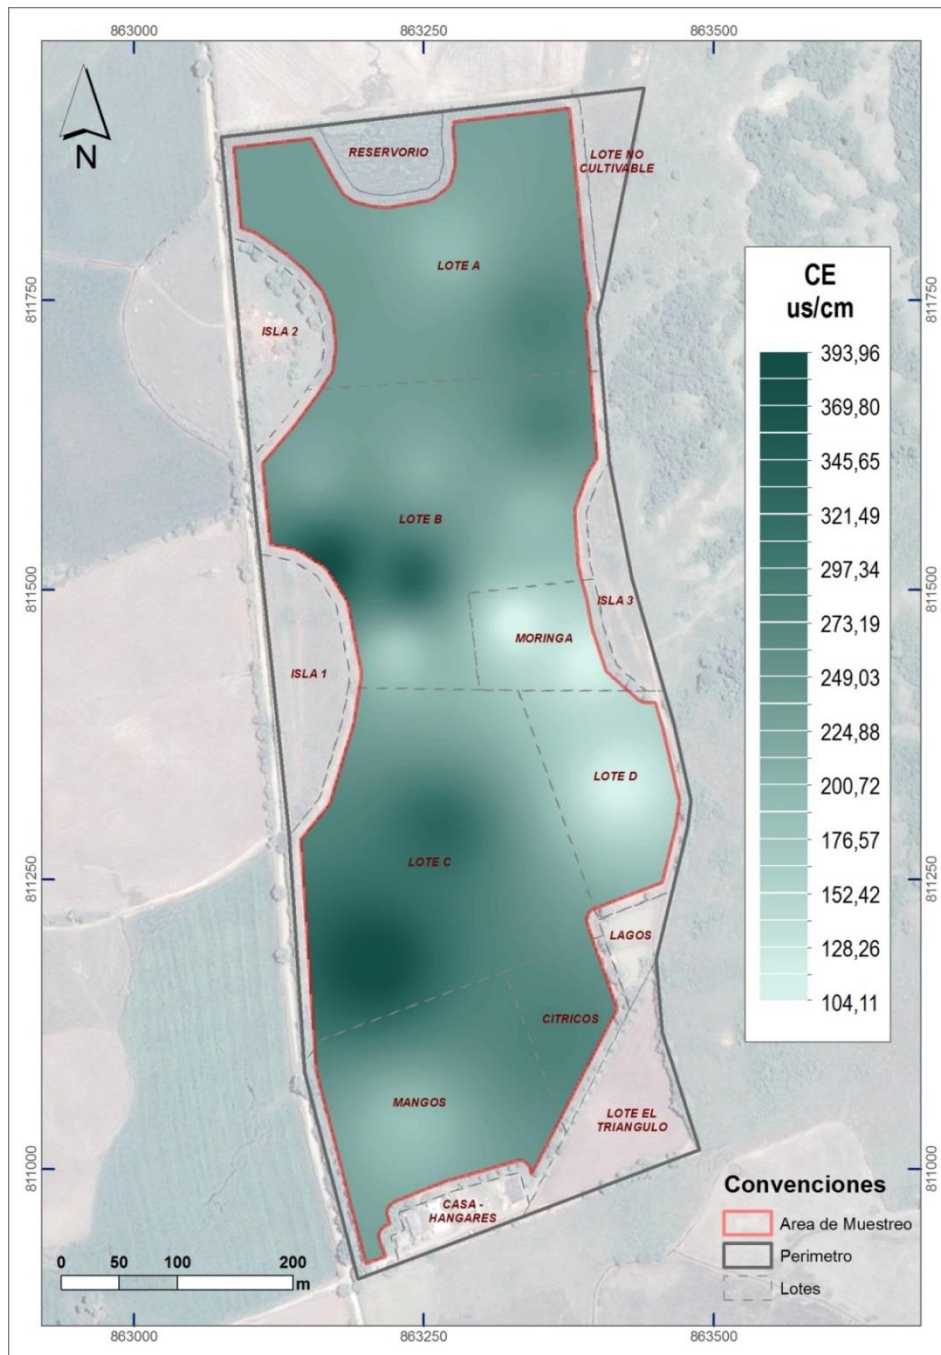 863000
863250
863500
N
RESERVORIO
LOTE NO
CULTIVABLE
LOTE A
811750
811750
ISLA 2
CE
us/cm
393,96
369,80
345,65
321,49
297,34
273,19
249,03
224,88
200,72
176,57
152,42
128,26
104,11
LOTE B
811500
811500
ISLA 3
MORINGA
ISLA 1
LOTE D
LOTE C
811250
811250
LAGOS
CITRICOS
MANGOS
LOTE EL
TRIANGULO
811000
811000
CASA -
HANGARES
Convenciones
Area de Muestreo
Perimetro
Lotes
0 50 100 200
m
863000
863250
863500